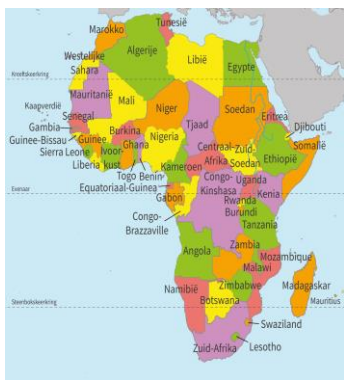 Tunesië
Marokko
Algerije
Libië
Egypte
Westelijke
Sahara
Kreeftskeerkring
Mauritanië
Mali
Niger
Tsjaad
Soedan
Eritrea
Kaapverdië
Senegal
Gambia
Guinee-Bissau
Guinee
Sierra Leone
Liberia
Ivoor-
kust
Burkina
Ghana
Togo
Benin
Nigeria
Kameroen
Centraal-
Afrika
Zuid-
Soedan
Djibouti
Ethiopië
Somalië
Equatoriaal-Guinea
Evenaar
Gabon
Congo-
Brazzaville
Congo-
Kinshasa
Uganda
Rwanda
Burundi
Kenia
Tanzania
Angola
Zambia
Malawi
Mozambique
Zimbabwe
Namibië
Botswana
Madagaskar
Mauritius
Steenbokskeerkring
Swaziland
Lesotho
Zuid-Afrika